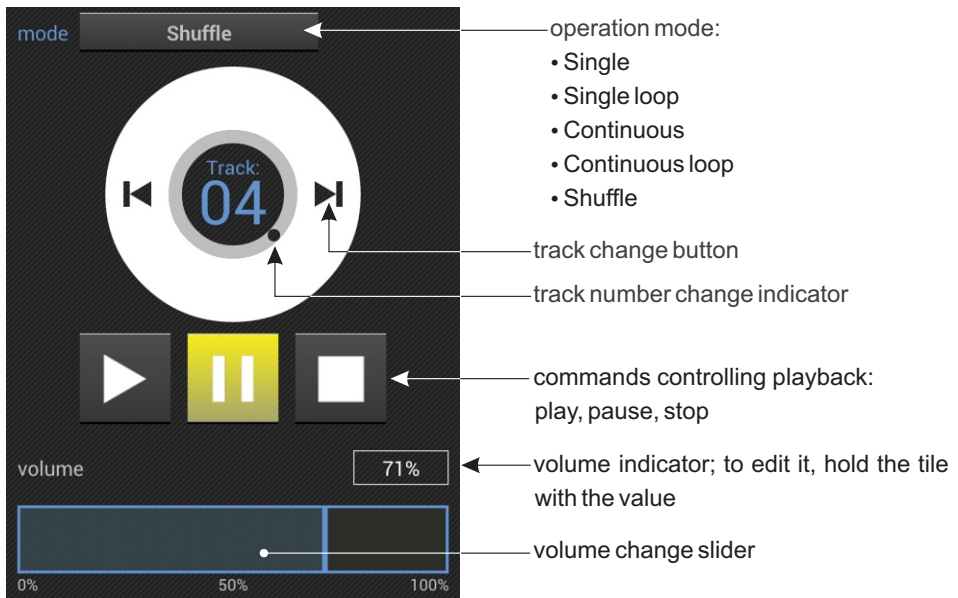 mode
Shuffle
operation mode:
• Single
• Single loop
• Continuous
• Continuous loop
• Shuffle
Track:
04
track change button
track number change indicator
commands controlling playback:
play, pause, stop
volume
71%
volume indicator; to edit it, hold the tile
with the value
volume change slider
0%
50%
100%